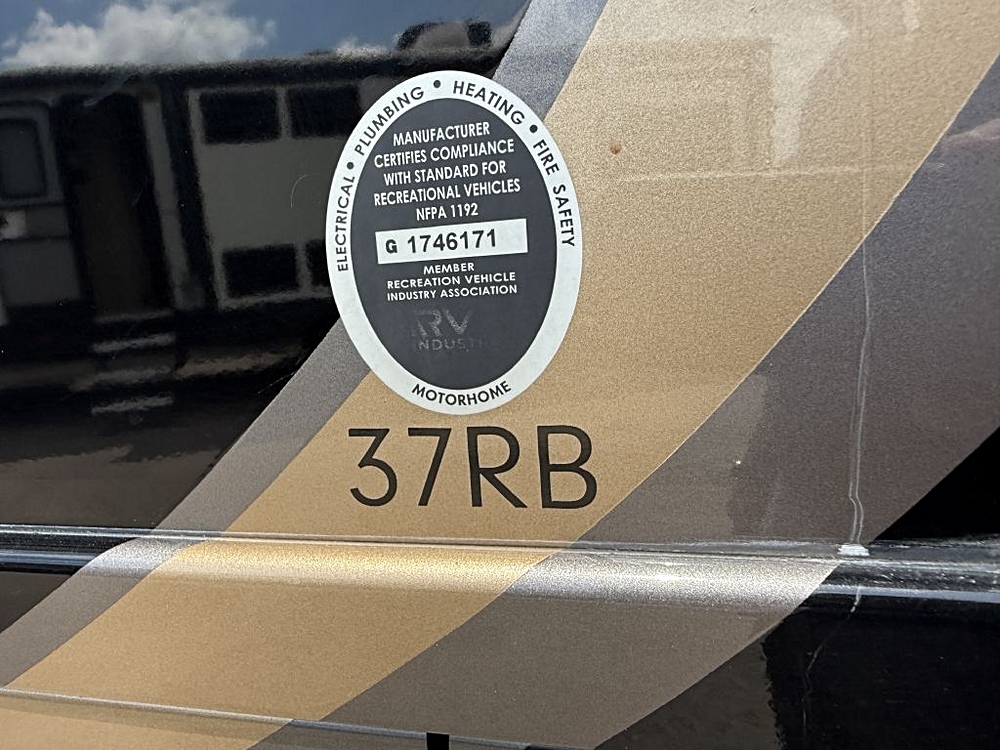 ELECTRICAL • PLUMBING • HEATING • FIRE SAFETY
MANUFACTURER
CERTIFIES COMPLIANCE
WITH STANDARD FOR
RECREATIONAL VEHICLES
NFPA 1192
G 1746171
MEMBER
RECREATION VEHICLE
INDUSTRY ASSOCIATION
RV
MOTORHOME
37RB